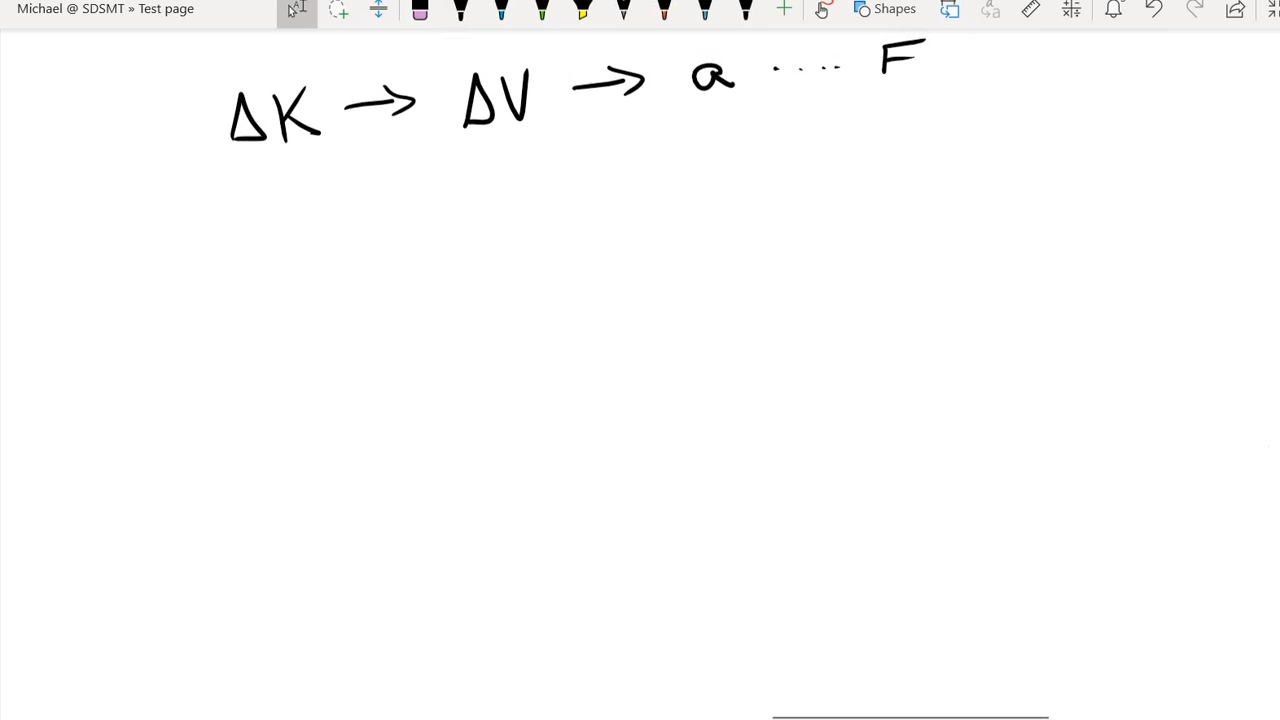 Michael @ SDSMT » Test page
Shapes
ΔK → ΔV → a .... F